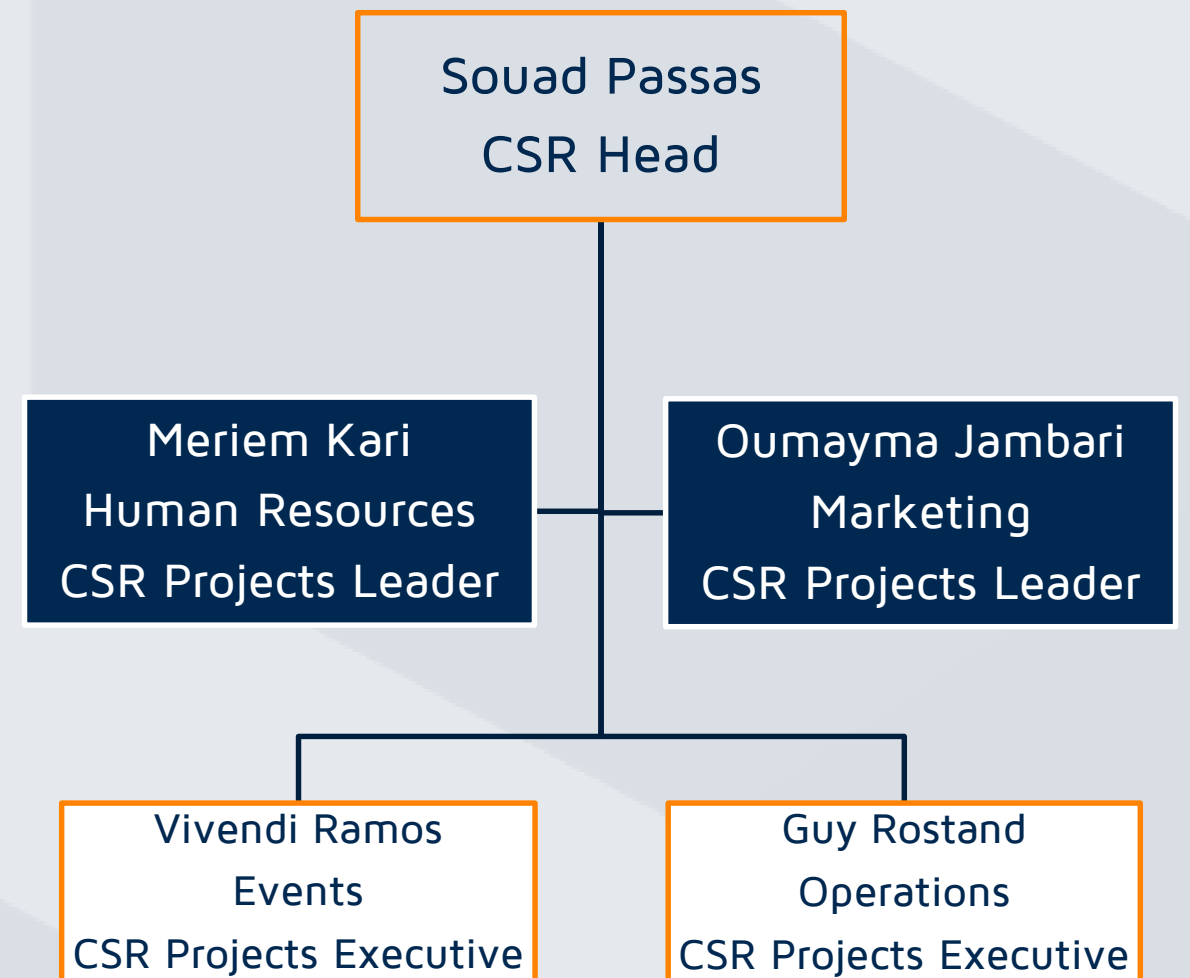 Souad Passas
CSR Head
Meriem Kari
Human Resources
CSR Projects Leader
Oumayma Jambari
Marketing
CSR Projects Leader
Vivendi Ramos
Events
CSR Projects Executive
Guy Rostand
Operations
CSR Projects Executive